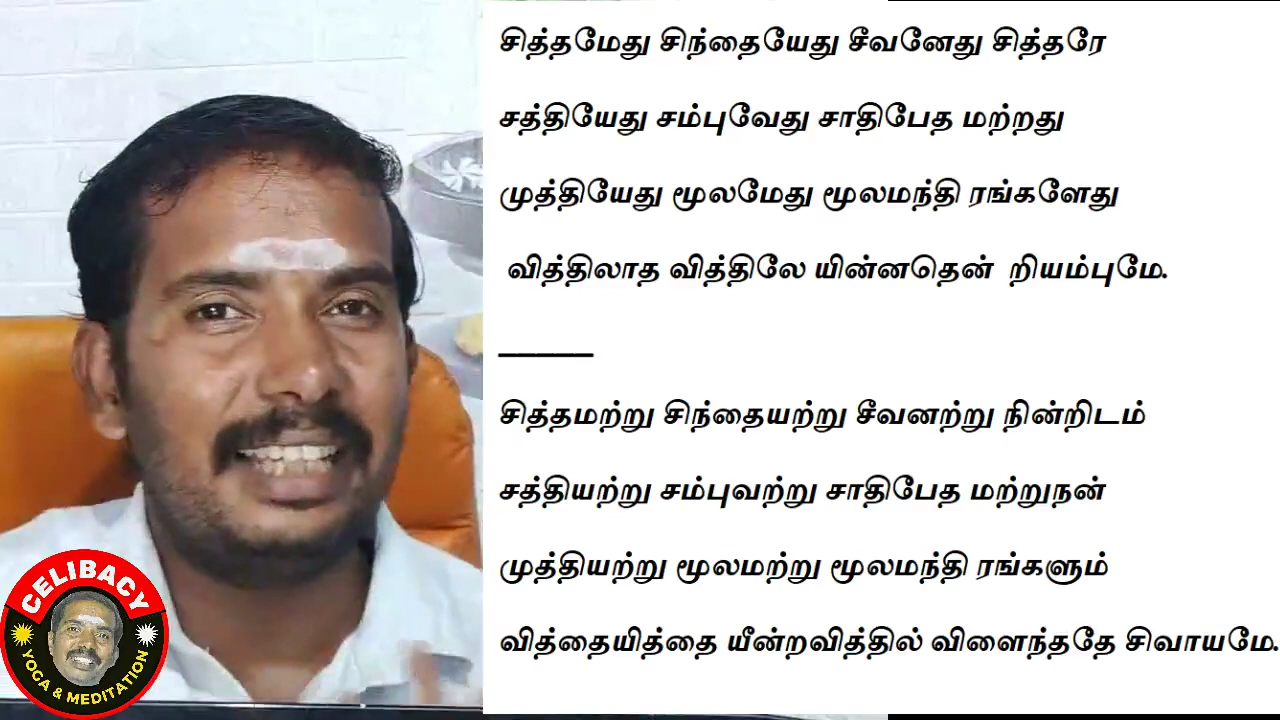 சித்தமேது சிந்தையேது சீவனேது சித்தரே
சத்தியேது சம்புவேது சாதிபேத மற்றது
முத்தியேது மூலமேது மூலமந்தி ரங்களேது
வித்திலாத வித்திலே யின்னதென் றியம்புமே.
_____
சித்தமற்று சிந்தையற்று சீவனற்று நின்றிடம்
சத்தியற்று சம்புவற்று சாதிபேத மற்றுநன்
முத்தியற்று மூலமற்று மூலமந்தி ரங்களும்
வித்தையித்தை யீன்றவித்தில் விளைந்ததே சிவாயமே.
CELIBACY
YOGA & MEDITATION